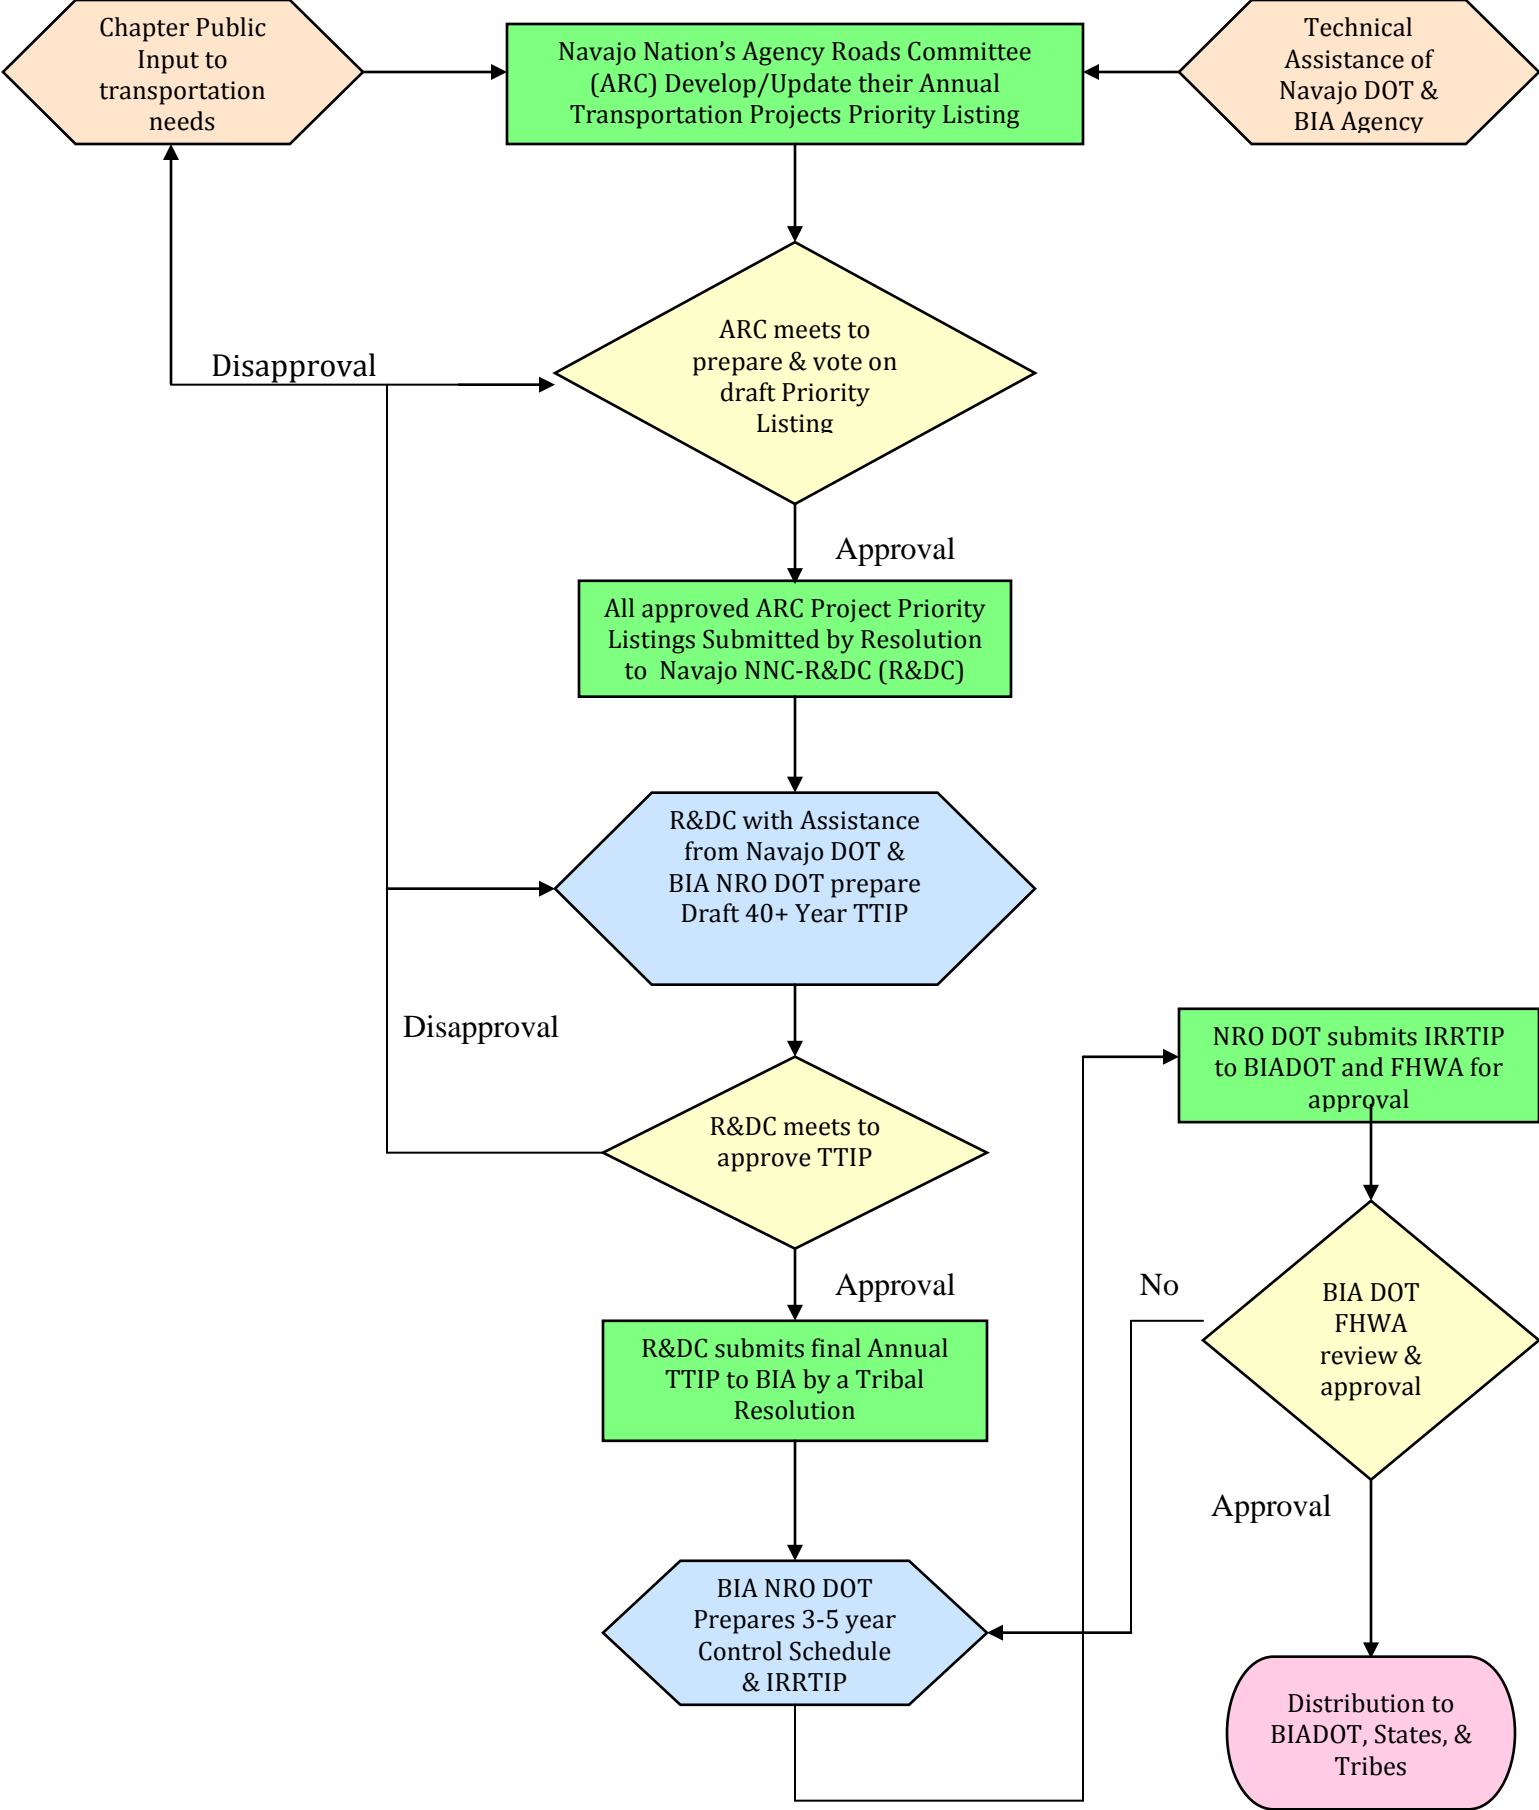 Chapter Public
Input to
transportation
needs
Navajo Nation’s Agency Roads Committee
(ARC) Develop/Update their Annual
Transportation Projects Priority Listing
Technical
Assistance of
Navajo DOT &
BIA Agency
ARC meets to
prepare & vote on
draft Priority
Listing
Disapproval
Approval
All approved ARC Project Priority
Listings Submitted by Resolution
to Navajo NNC-R&DC (R&DC)
R&DC with Assistance
from Navajo DOT &
BIA NRO DOT prepare
Draft 40+ Year TTIP
Disapproval
R&DC meets to
approve TTIP
Approval
R&DC submits final Annual
TTIP to BIA by a Tribal
Resolution
BIA NRO DOT
Prepares 3-5 year
Control Schedule
& IRRTIP
NRO DOT submits IRRTIP
to BIADOT and FHWA for
approval
No
BIA DOT
FHWA
review &
approval
Approval
Distribution to
BIADOT, States, &
Tribes